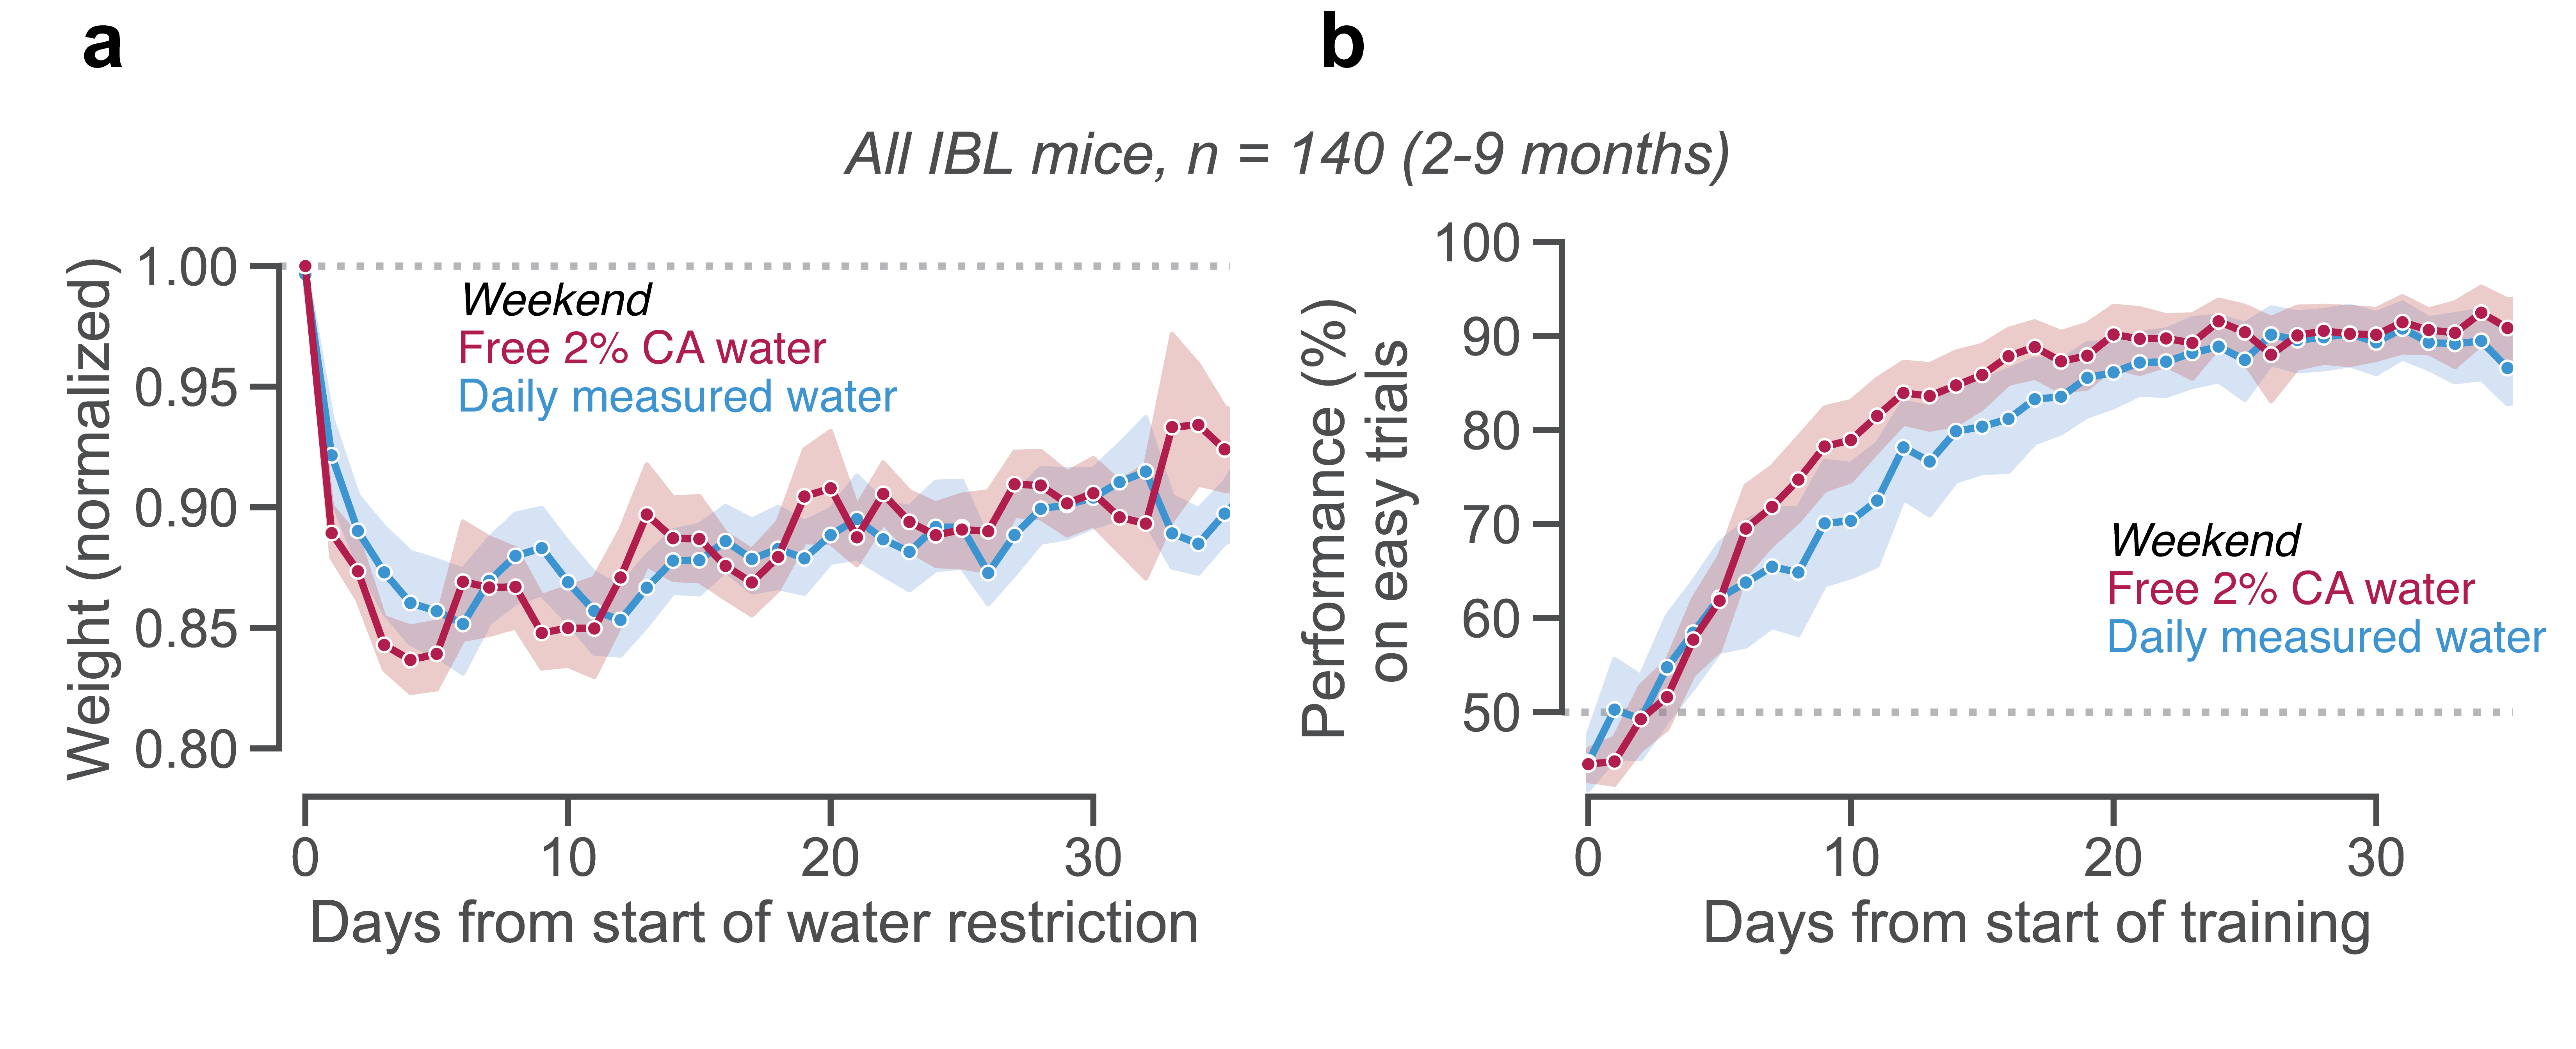 a
b
All IBL mice, n = 140 (2-9 months)
Weight (normalized)
1.00
0.95
0.90
0.85
0.80
Weekend
Free 2% CA water
Daily measured water
0
10
20
30
Days from start of water restriction
Performance (%)
on easy trials
100
90
80
70
60
50
Weekend
Free 2% CA water
Daily measured water
0
10
20
30
Days from start of training